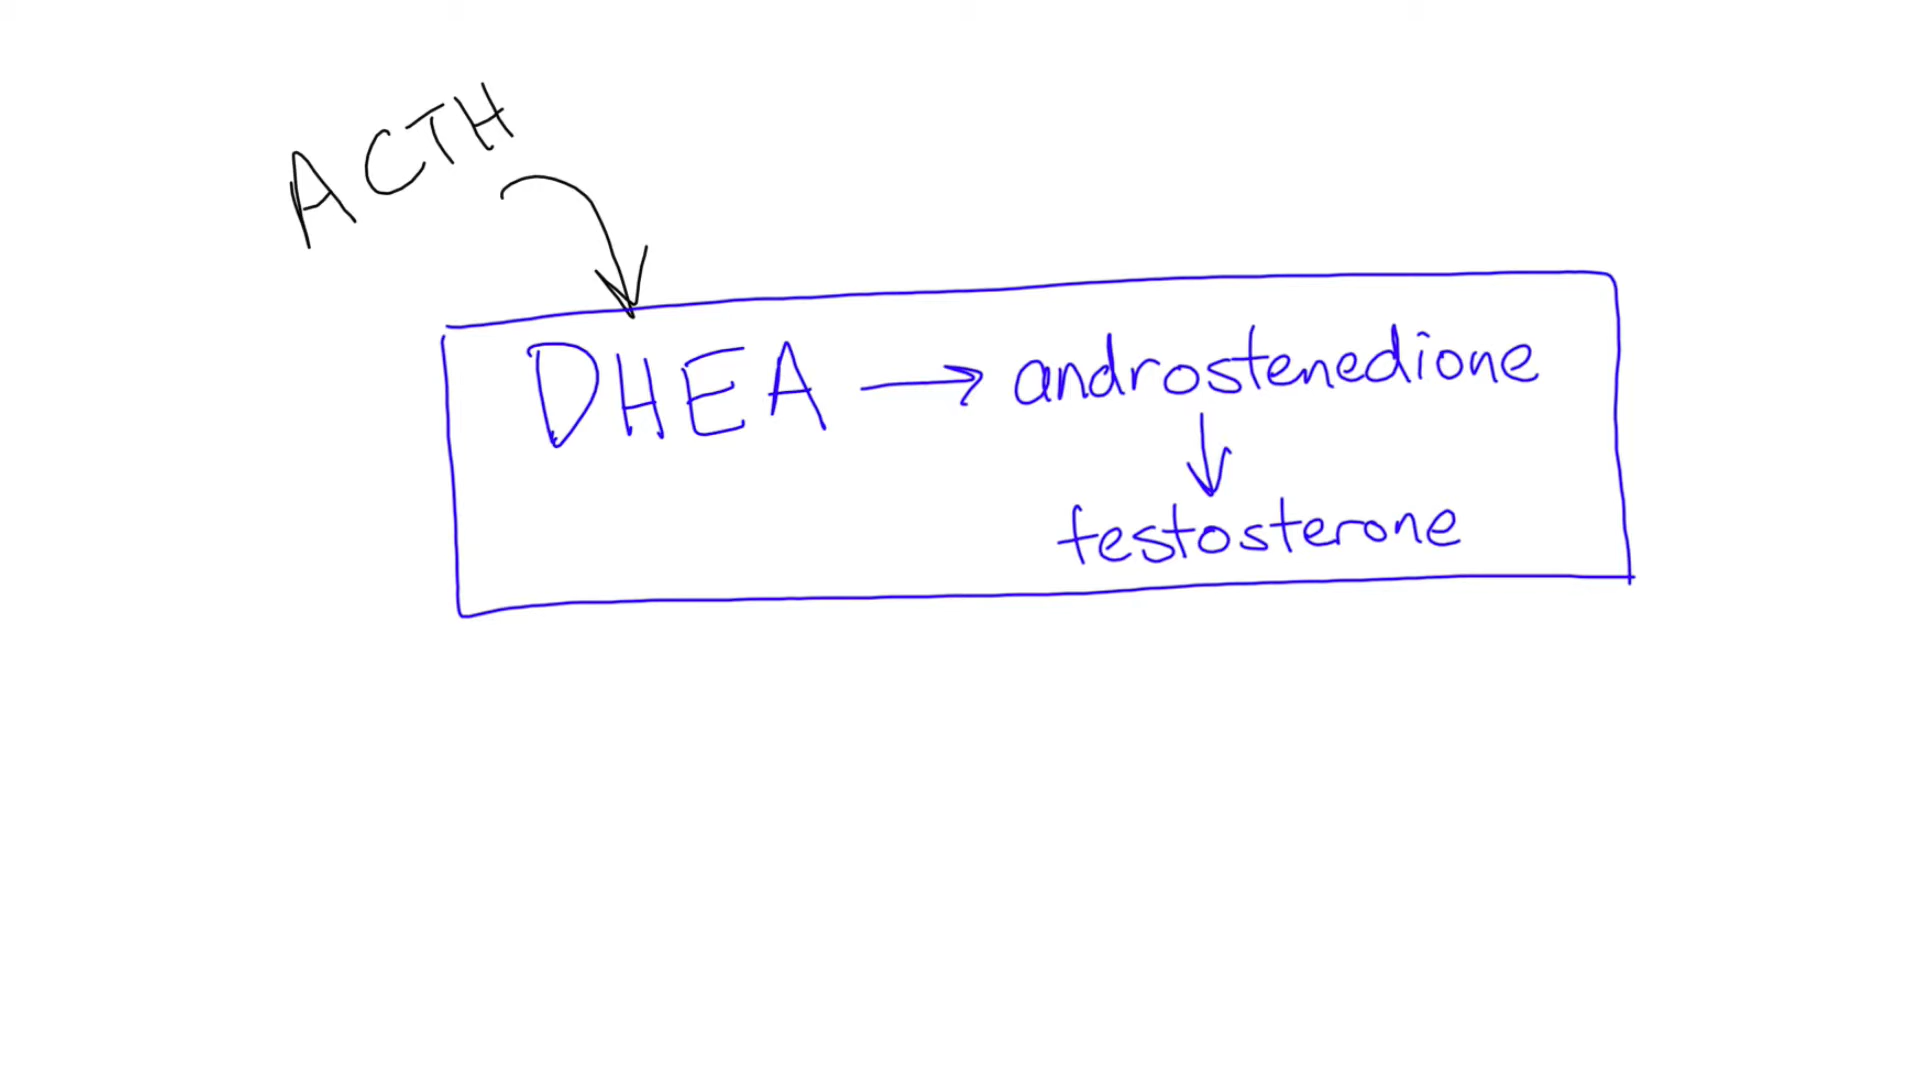 ACTH
DHEA → androstenedione
↓
testosterone